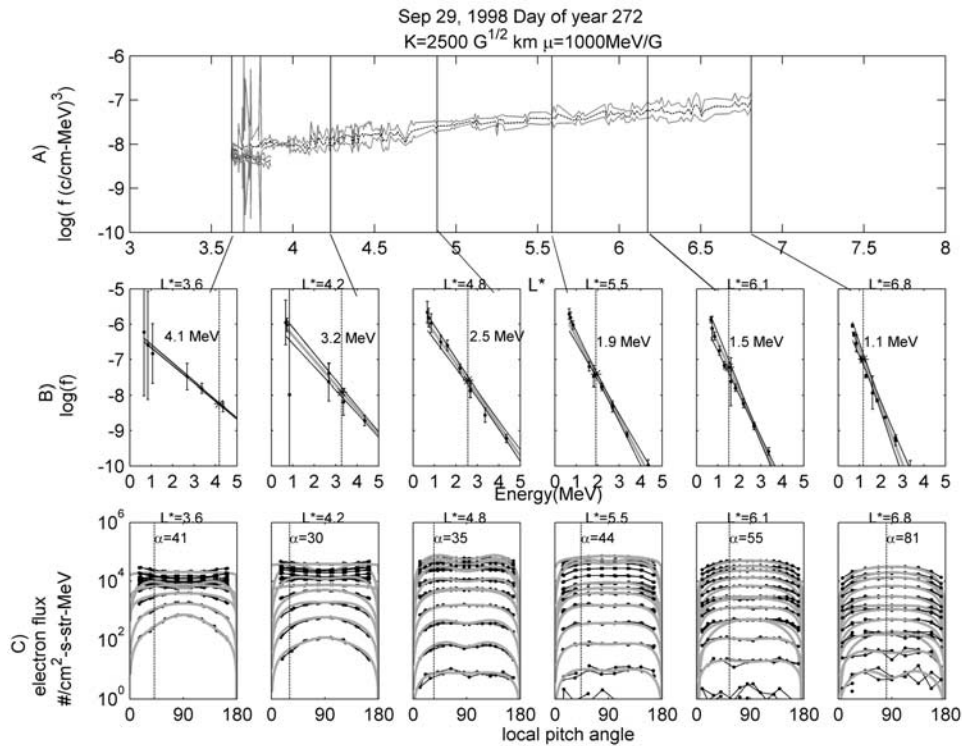 Sep 29, 1998 Day of year 272
K=2500 G^1/2 km μ=1000MeV/G
A)
log( f (c/cm-MeV)^3)
-6
-7
-8
-9
-10
3 3.5 4 4.5 5 5.5 6 6.5 7 7.5 8
L*
L*=3.6 L*=4.2 L*=4.8 L*=5.5 L*=6.1 L*=6.8
B)
log(f)
-5
-6
-7
-8
-9
-10
4.1 MeV 3.2 MeV 2.5 MeV 1.9 MeV 1.5 MeV 1.1 MeV
0 1 2 3 4 5 0 1 2 3 4 5 0 1 2 3 4 5 0 1 2 3 4 5 0 1 2 3 4 5 0 1 2 3 4 5
Energy(MeV)
L*=3.6 L*=4.2 L*=4.8 L*=5.5 L*=6.1 L*=6.8
C)
electron flux
#/cm^2-s-str-MeV
10^6
10^4
10^2
10^0
α=41 α=30 α=35 α=44 α=55 α=81
0 90 180 0 90 180 0 90 180 0 90 180 0 90 180 0 90 180
local pitch angle